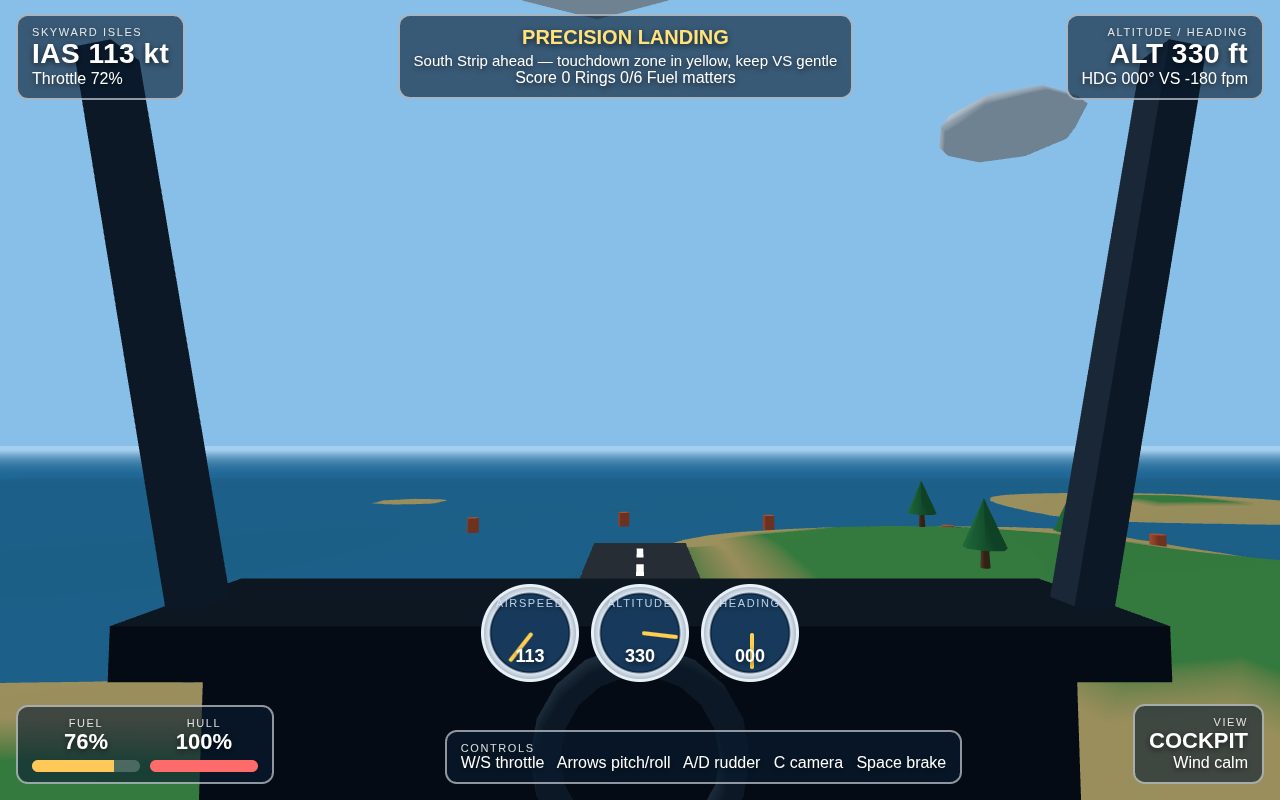 SKYWARD ISLES
IAS 113 kt
Throttle 72%
PRECISION LANDING
South Strip ahead — touchdown zone in yellow, keep VS gentle
Score 0 Rings 0/6 Fuel matters
ALTITUDE / HEADING
ALT 330 ft
HDG 000° VS -180 fpm
AIRSPEED
113
ALTITUDE
330
HEADING
000
FUEL
76%
HULL
100%
CONTROLS
W/S throttle Arrows pitch/roll A/D rudder C camera Space brake
VIEW
COCKPIT
Wind calm